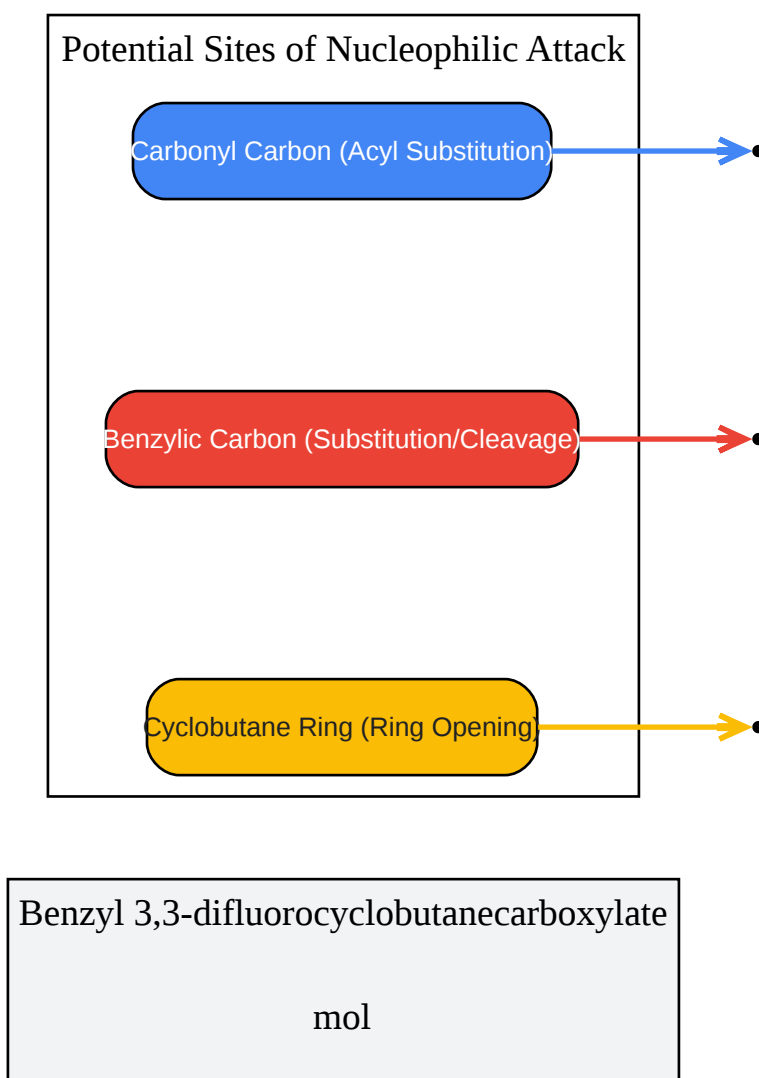 Potential Sites of Nucleophilic Attack
Carbonyl Carbon (Acyl Substitution)
Benzylic Carbon (Substitution/Cleavage)
Cyclobutane Ring (Ring Opening)
Benzyl 3,3-difluorocyclobutanecarboxylate
mol